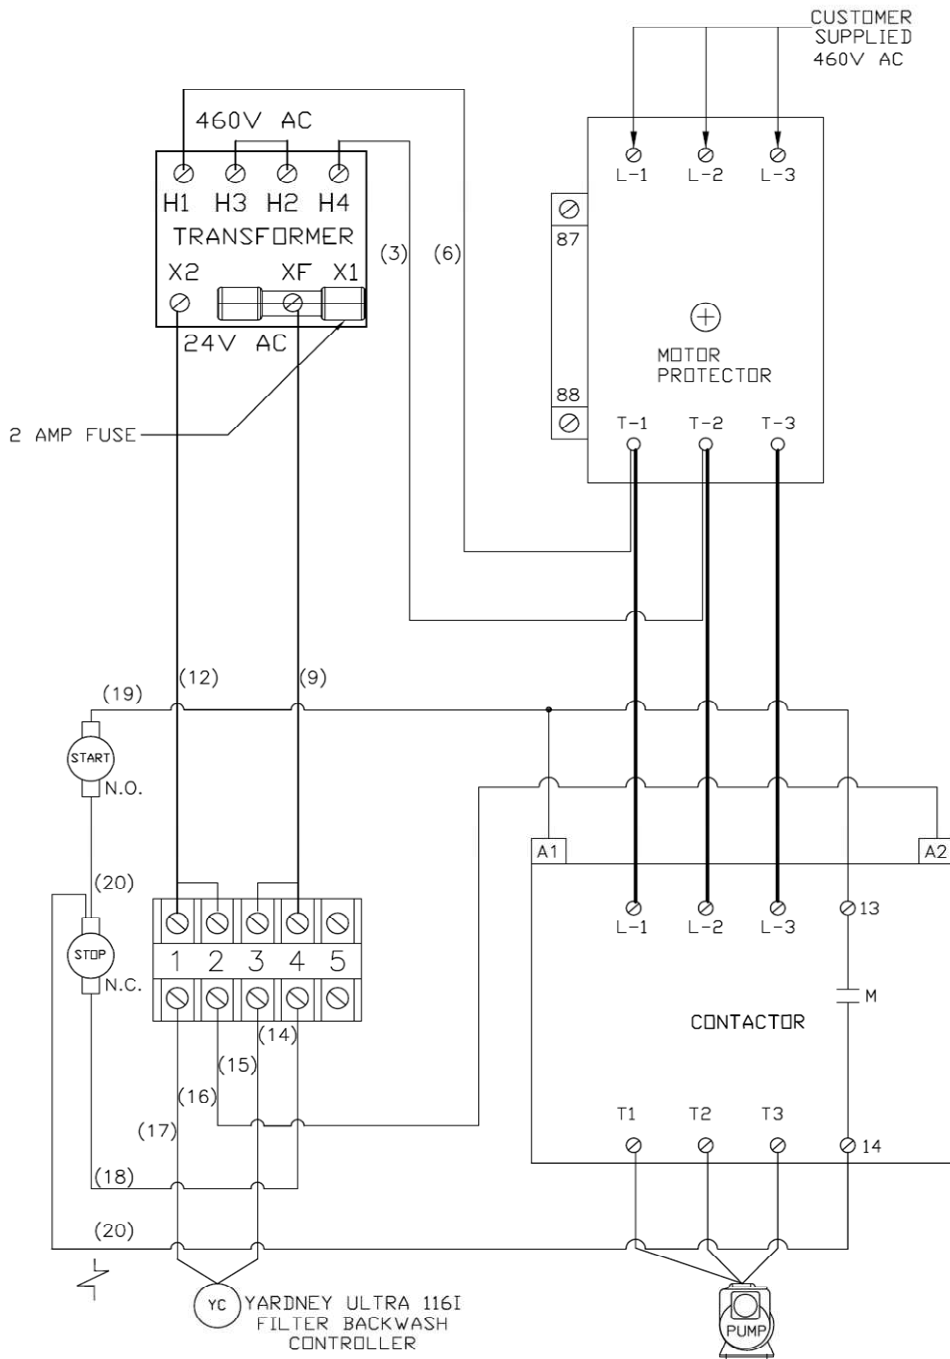 CUSTOMER
SUPPLIED
460V AC
460V AC
H1 H3 H2 H4
TRANSFORMER
X2 XF X1
24V AC
2 AMP FUSE
(3)
(6)
L-1 L-2 L-3
87
MOTOR
PROTECTOR
88
T-1 T-2 T-3
(12)
(9)
(19)
START
N.O.
(20)
STOP
N.C.
1 2 3 4 5
(14)
(15)
(16)
(17)
(18)
(20)
A1
A2
L-1 L-2 L-3
13
M
CONTACTOR
T1 T2 T3
14
YC
YARDNEY ULTRA 116I
FILTER BACKWASH
CONTROLLER
PUMP